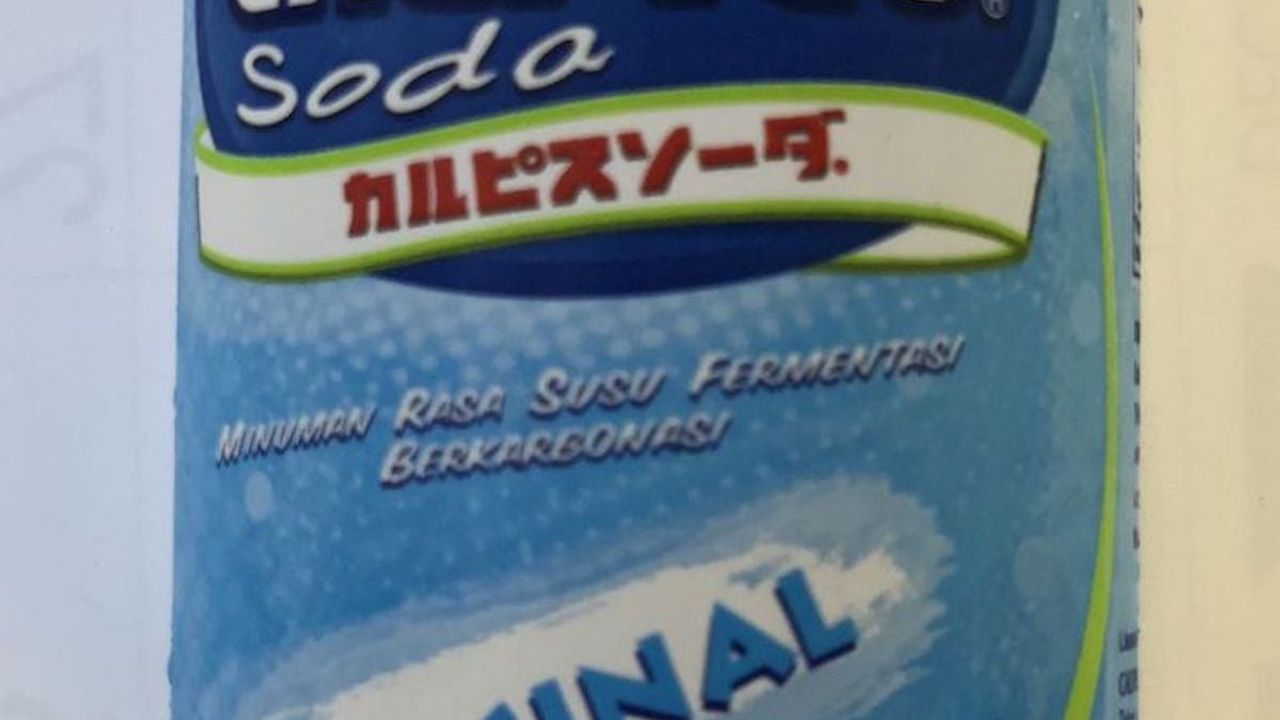 Soda
カルピスソーダ
MINUMAN RASA SUSU FERMENTASI
BERKARBONASI